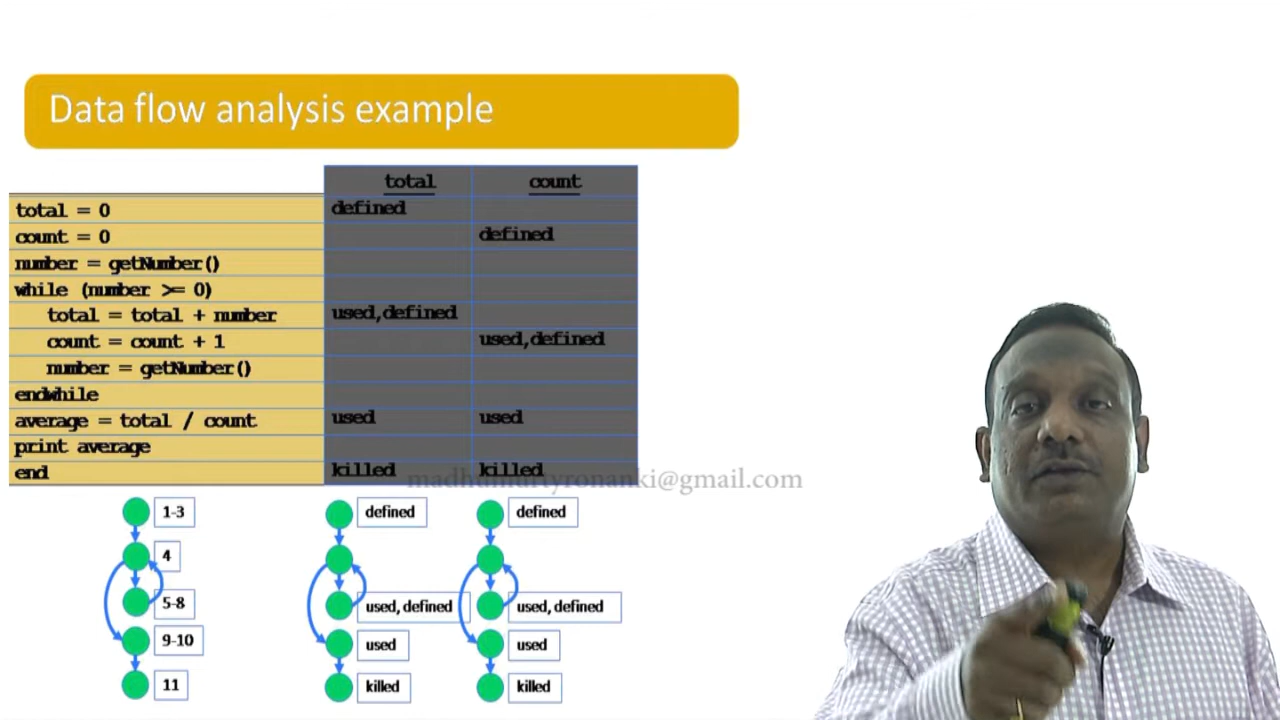 Data flow analysis example
total count
total = 0 defined
count = 0 defined
number = getNumber()
while (number >= 0)
total = total + number used,defined
count = count + 1 used,defined
number = getNumber()
endwhile
average = total / count used used
print average
end killed killed
madhumurtyronanki@gmail.com
1-3 defined defined
4
5-8 used, defined used, defined
9-10 used used
11 killed killed